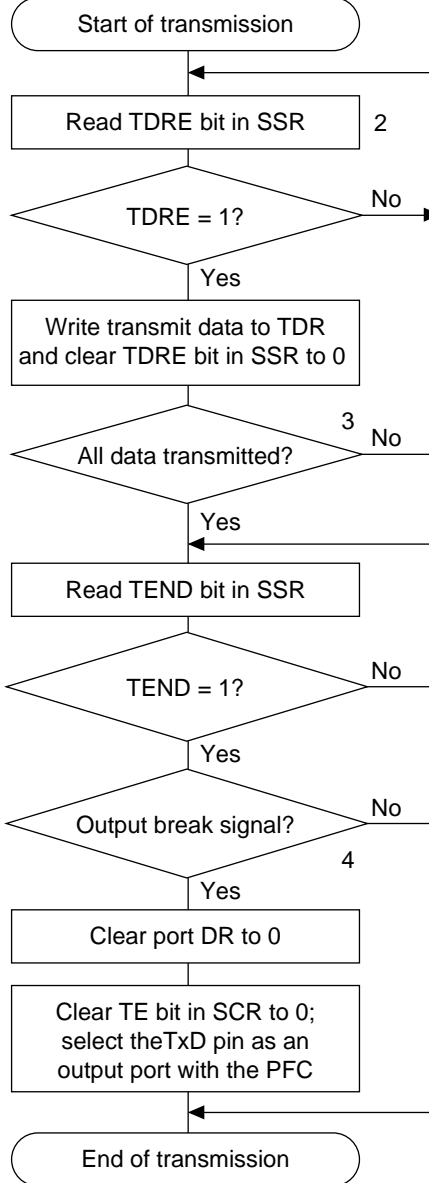 Start of transmission
Read TDRE bit in SSR
2
TDRE = 1?
No
Yes
Write transmit data to TDR
and clear TDRE bit in SSR to 0
3
All data transmitted?
No
Yes
Read TEND bit in SSR
TEND = 1?
No
Yes
Output break signal?
No
4
Yes
Clear port DR to 0
Clear TE bit in SCR to 0;
select theTxD pin as an
output port with the PFC
End of transmission